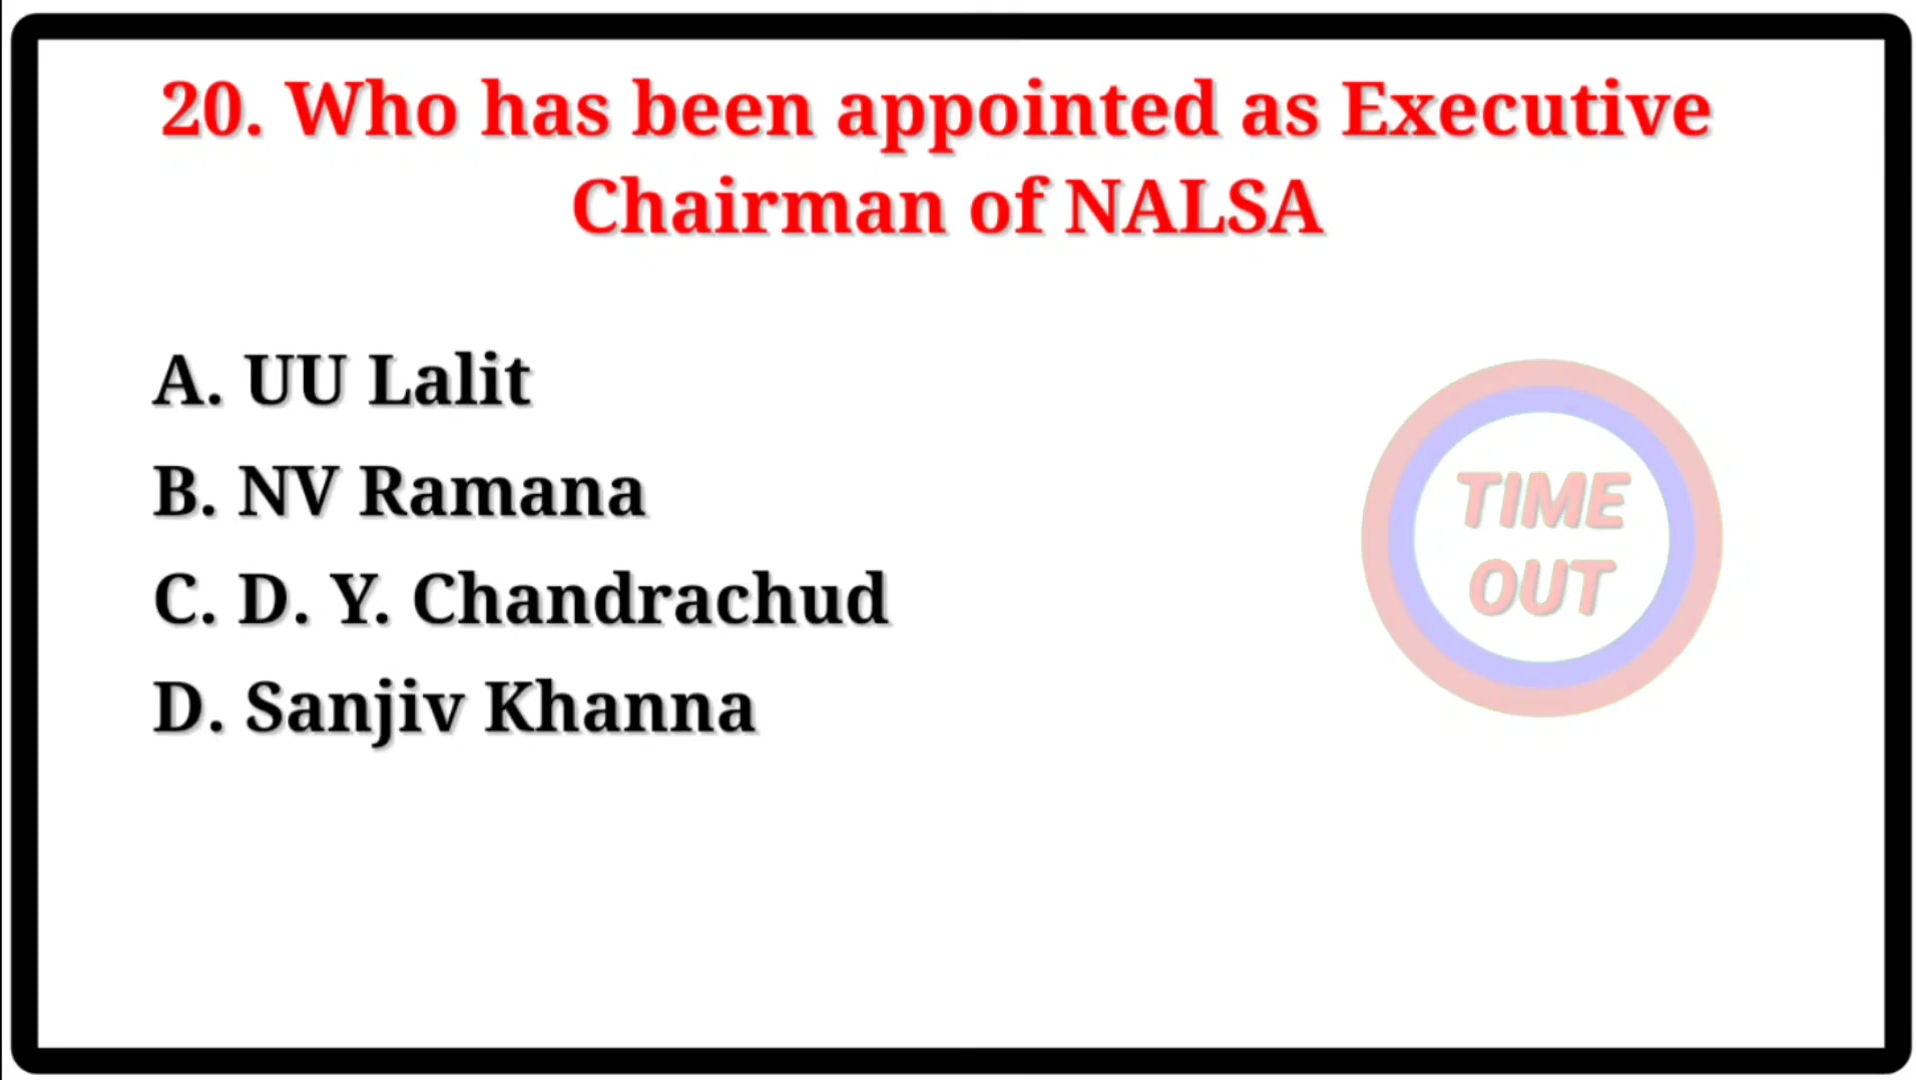 20. Who has been appointed as Executive
Chairman of NALSA
A. UU Lalit
B. NV Ramana
C. D. Y. Chandrachud
D. Sanjiv Khanna
TIME
OUT